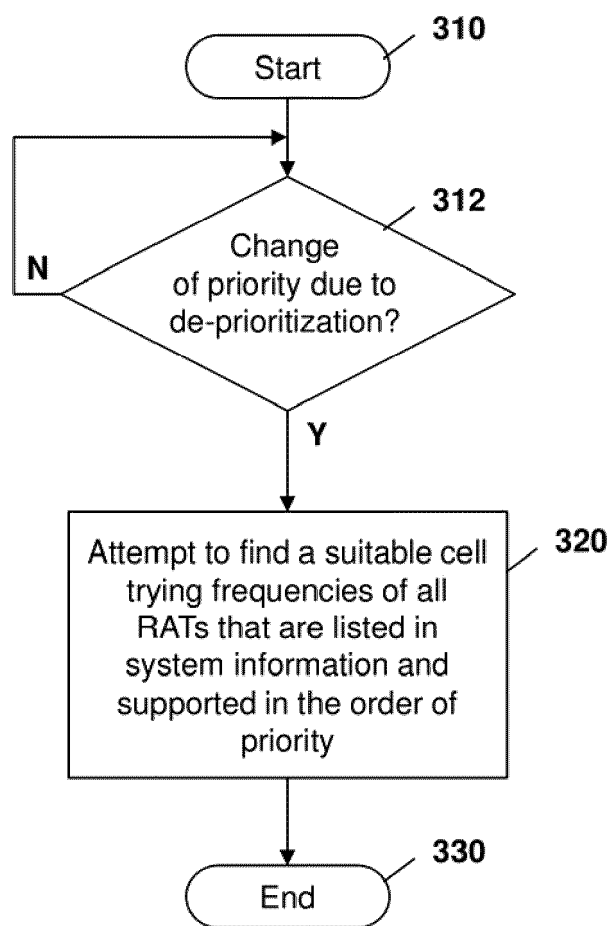 310
Start
312
Change
of priority due to
de-prioritization?
N
Y
320
Attempt to find a suitable cell
trying frequencies of all
RATs that are listed in
system information and
supported in the order of
priority
330
End